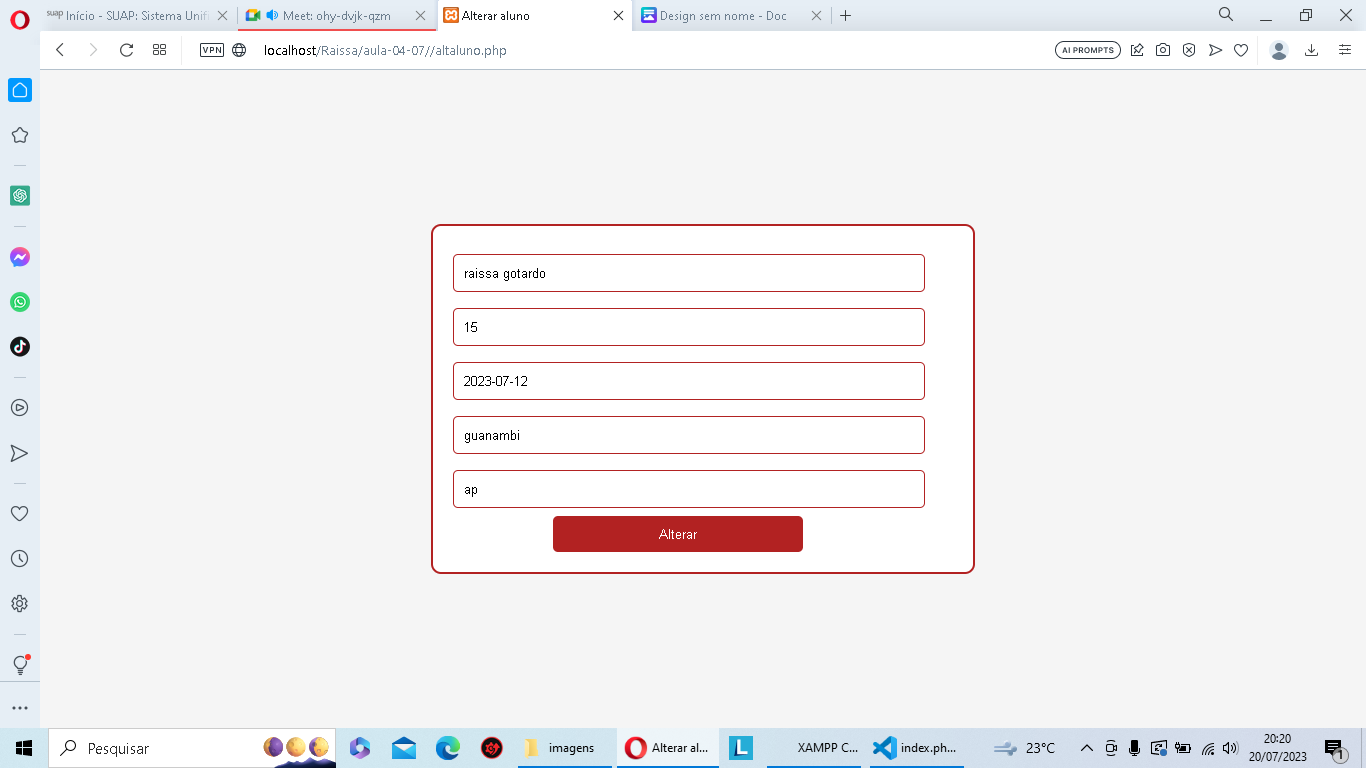 suap Início - SUAP: Sistema Unifi
Meet: ohy-dvjk-qzm
Alterar aluno
Design sem nome - Doc
VPN
localhost/Raissa/aula-04-07//altaluno.php
AI PROMPTS
raissa gotardo
15
2023-07-12
guanambi
ap
Alterar
Pesquisar
imagens
Alterar al...
L
XAMPP C...
index.ph...
23°C
20:20
20/07/2023
1